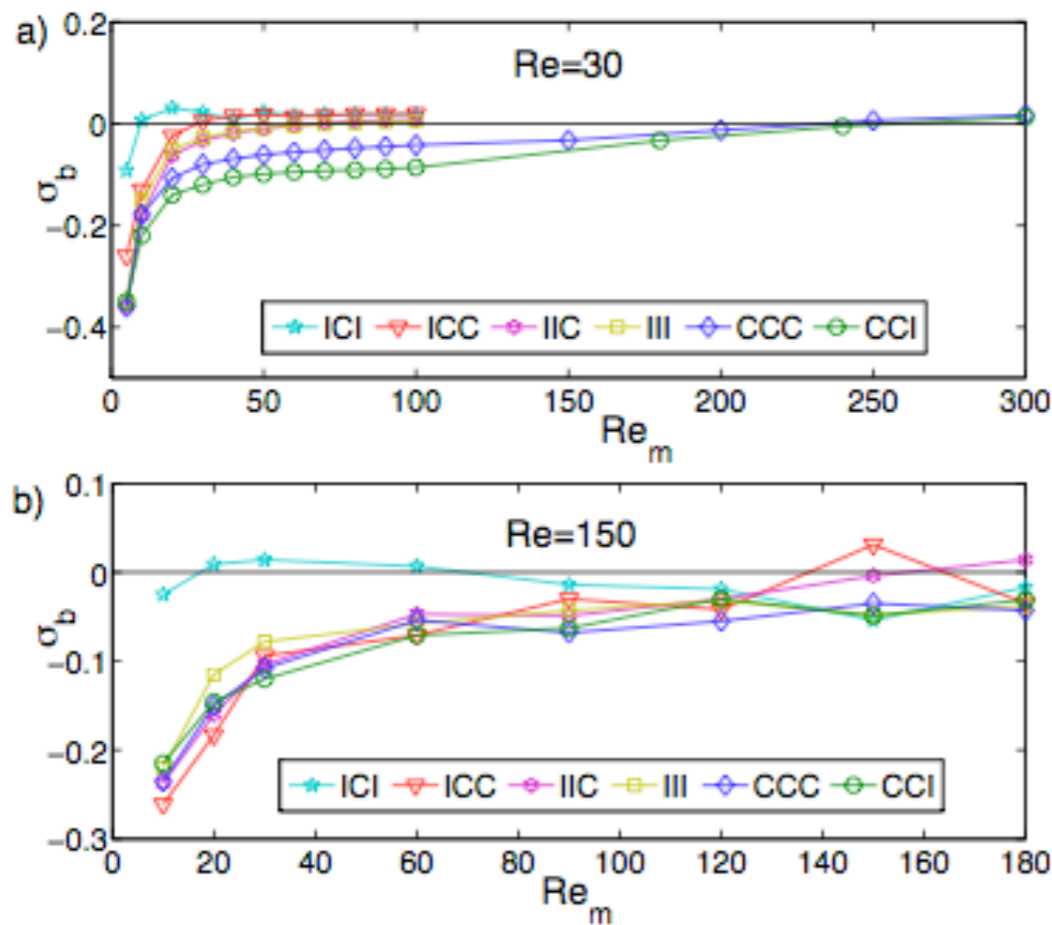 a)
0.2
0
−0.2
−0.4
σb
Re=30
ICI ICC IIC III CCC CCI
0 50 100 150 200 250 300
Rem
b)
0.1
0
−0.1
−0.2
−0.3
σb
Re=150
ICI ICC IIC III CCC CCI
0 20 40 60 80 100 120 140 160 180
Rem